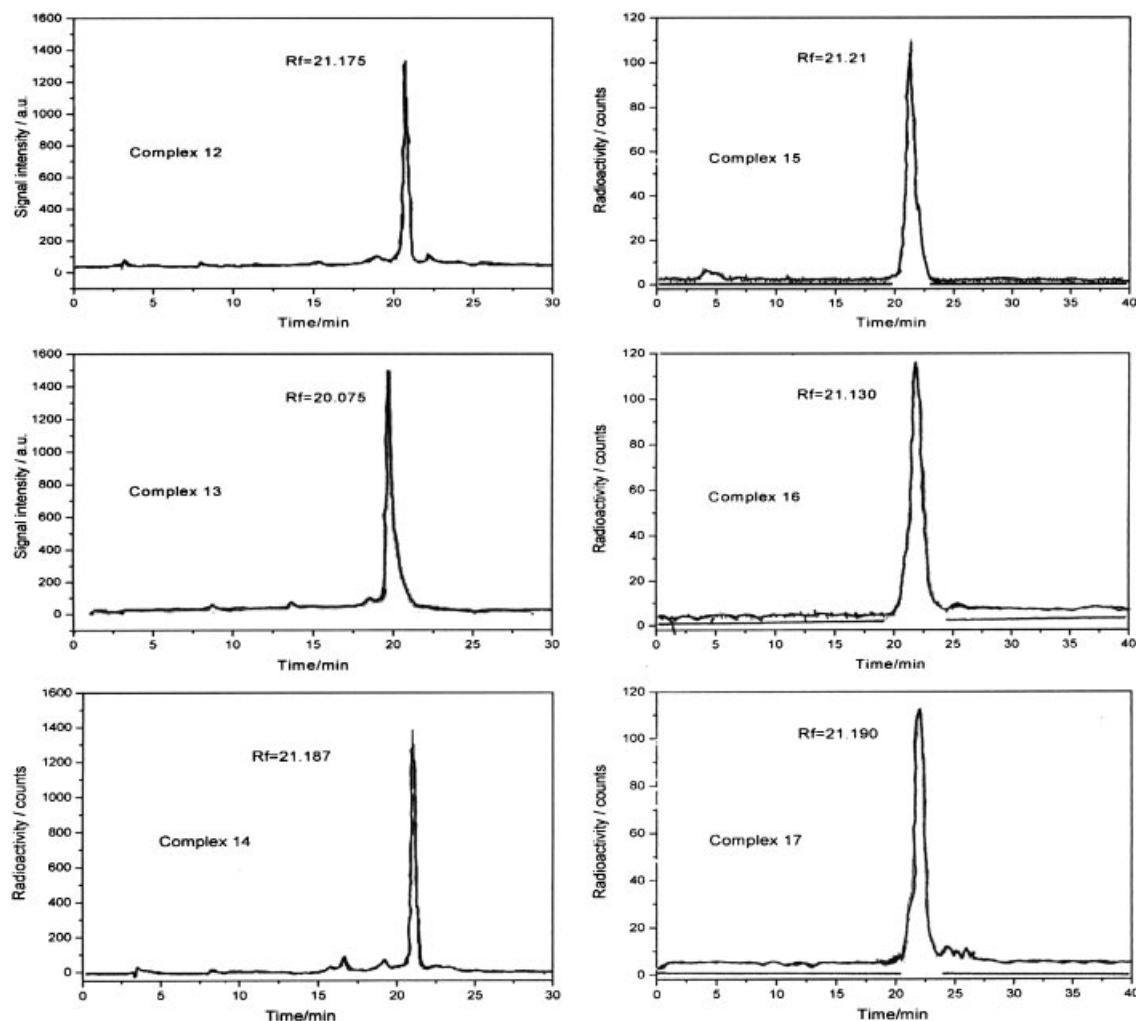 1600
1400
1200
1000
800
600
400
200
0
Signal intensity / a.u.
Rf=21.175
Complex 12
0 5 10 15 20 25 30
Time/min
120
100
80
60
40
20
0
Radioactivity / counts
Rf=21.21
Complex 15
0 5 10 15 20 25 30 35 40
Time/min
1600
1400
1200
1000
800
600
400
200
0
Signal intensity / a.u.
Rf=20.075
Complex 13
0 5 10 15 20 25 30
Time/min
120
100
80
60
40
20
0
Radioactivity / counts
Rf=21.130
Complex 16
0 5 10 15 20 25 30 35 40
Time/min
1600
1400
1200
1000
800
600
400
200
0
Radioactivity / counts
Rf=21.187
Complex 14
0 5 10 15 20 25 30
Time/min
120
100
80
60
40
20
0
Radioactivity / counts
Rf=21.190
Complex 17
0 5 10 15 20 25 30 35 40
Time/min